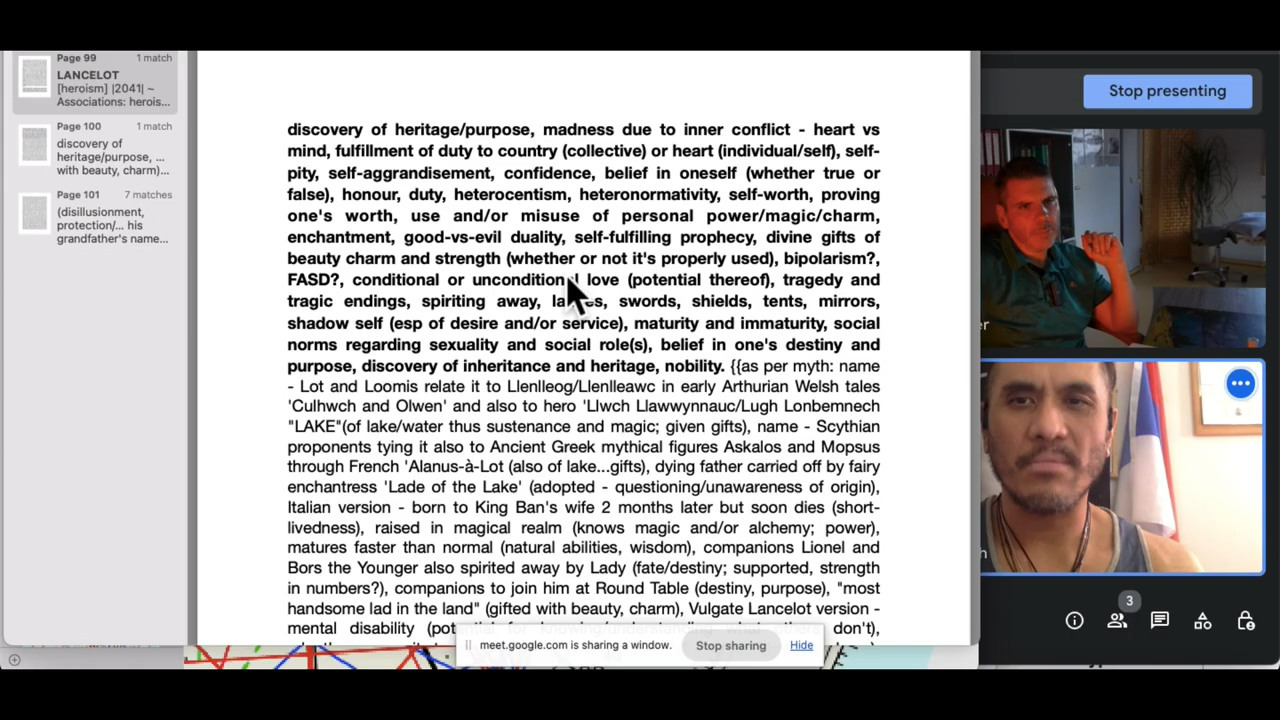 Page 99 1 match
LANCELOT
[heroism] |2041| ~
Associations: herois...
Page 100 1 match
discovery of
heritage/purpose, ...
with beauty, charm)...
Page 101 7 matches
(disillusionment,
protection/... his
grandfather's name...
discovery of heritage/purpose, madness due to inner conflict - heart vs
mind, fulfillment of duty to country (collective) or heart (individual/self), self-
pity, self-aggrandisement, confidence, belief in oneself (whether true or
false), honour, duty, heterocentism, heteronormativity, self-worth, proving
one's worth, use and/or misuse of personal power/magic/charm,
enchantment, good-vs-evil duality, self-fulfilling prophecy, divine gifts of
beauty charm and strength (whether or not it's properly used), bipolarism?,
FASD?, conditional or unconditional love (potential thereof), tragedy and
tragic endings, spiriting away, swords, shields, tents, mirrors,
shadow self (esp of desire and/or service), maturity and immaturity, social
norms regarding sexuality and social role(s), belief in one's destiny and
purpose, discovery of inheritance and heritage, nobility. {{as per myth: name
- Lot and Loomis relate it to Llenlleog/Llenlleawc in early Arthurian Welsh tales
'Culhwch and Olwen' and also to hero 'Llwch Llawwynnauc/Lugh Lonbemnech
"LAKE"(of lake/water thus sustenance and magic; given gifts), name - Scythian
proponents tying it also to Ancient Greek mythical figures Askalos and Mopsus
through French 'Alanus-à-Lot (also of lake...gifts), dying father carried off by fairy
enchantress 'Lade of the Lake' (adopted - questioning/unawareness of origin),
Italian version - born to King Ban's wife 2 months later but soon dies (short-
livedness), raised in magical realm (knows magic and/or alchemy; power),
matures faster than normal (natural abilities, wisdom), companions Lionel and
Bors the Younger also spirited away by Lady (fate/destiny; supported, strength
in numbers?), companions to join him at Round Table (destiny, purpose), "most
handsome lad in the land" (gifted with beauty, charm), Vulgate Lancelot version -
mental disability (potential for knowing/understanding what others don't),
meet.google.com is sharing a window. Stop sharing Hide
Stop presenting
3